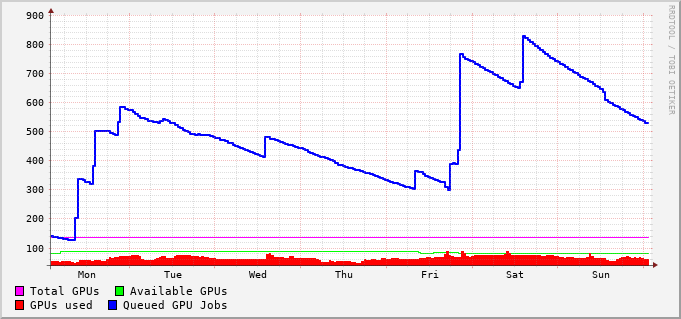 900
800
700
600
500
400
300
200
100
Mon Tue Wed Thu Fri Sat Sun
RRDTOOL / TOBI OETIKER
Total GPUs Available GPUs
GPUs used Queued GPU Jobs